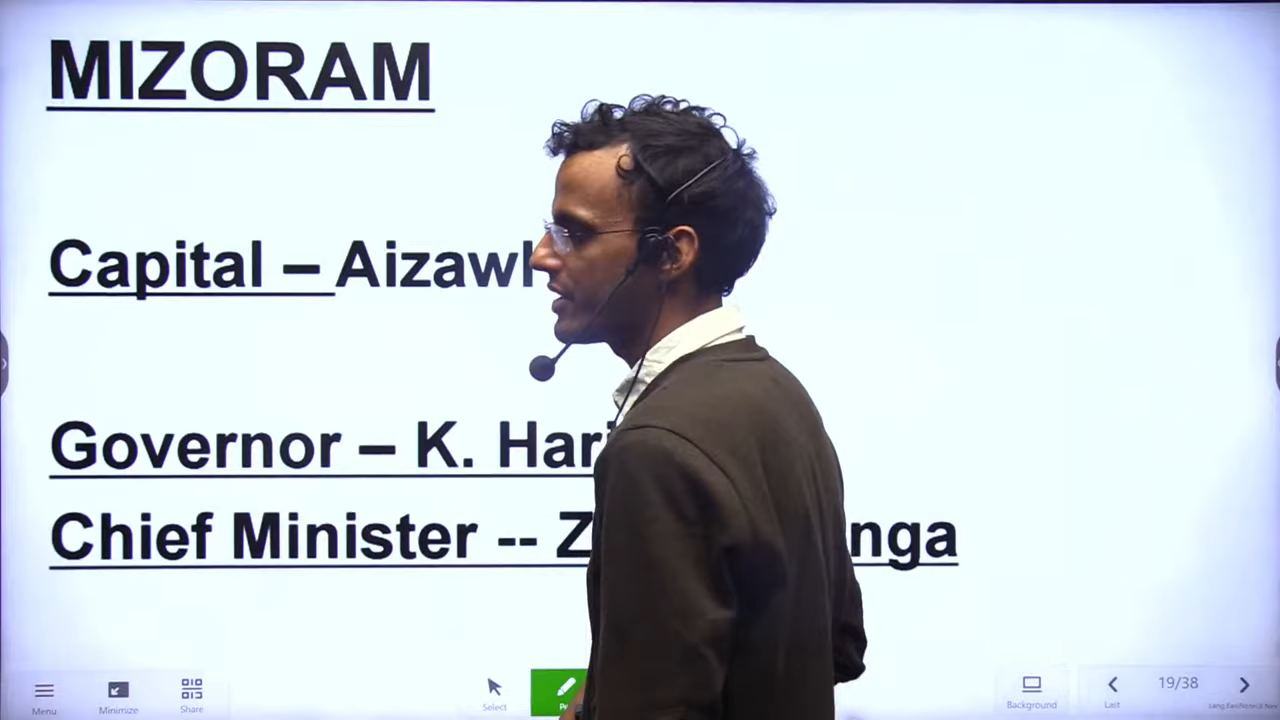 MIZORAM
Capital – Aizawl
Governor – K. Hari
Chief Minister -- Z nga
Menu
Minimize
Share
Select
Background
Last
19/38